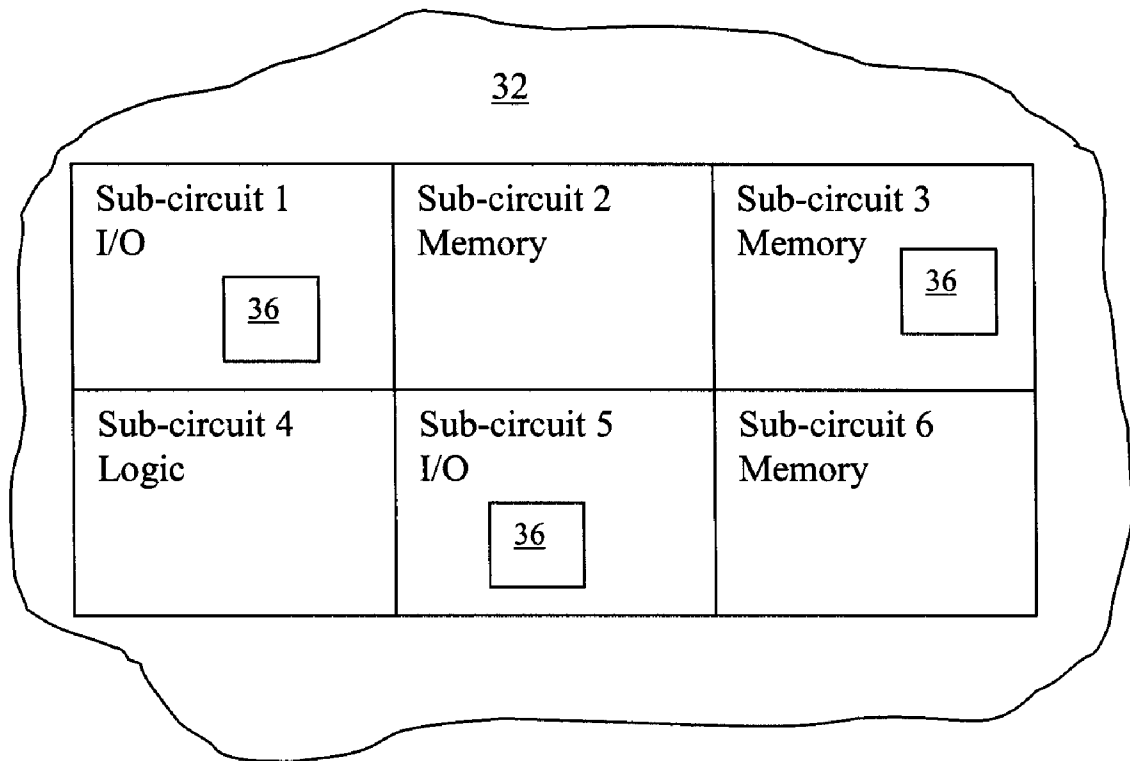 32
Sub-circuit 1
I/O
36
Sub-circuit 2
Memory
Sub-circuit 3
Memory
36
Sub-circuit 4
Logic
Sub-circuit 5
I/O
36
Sub-circuit 6
Memory